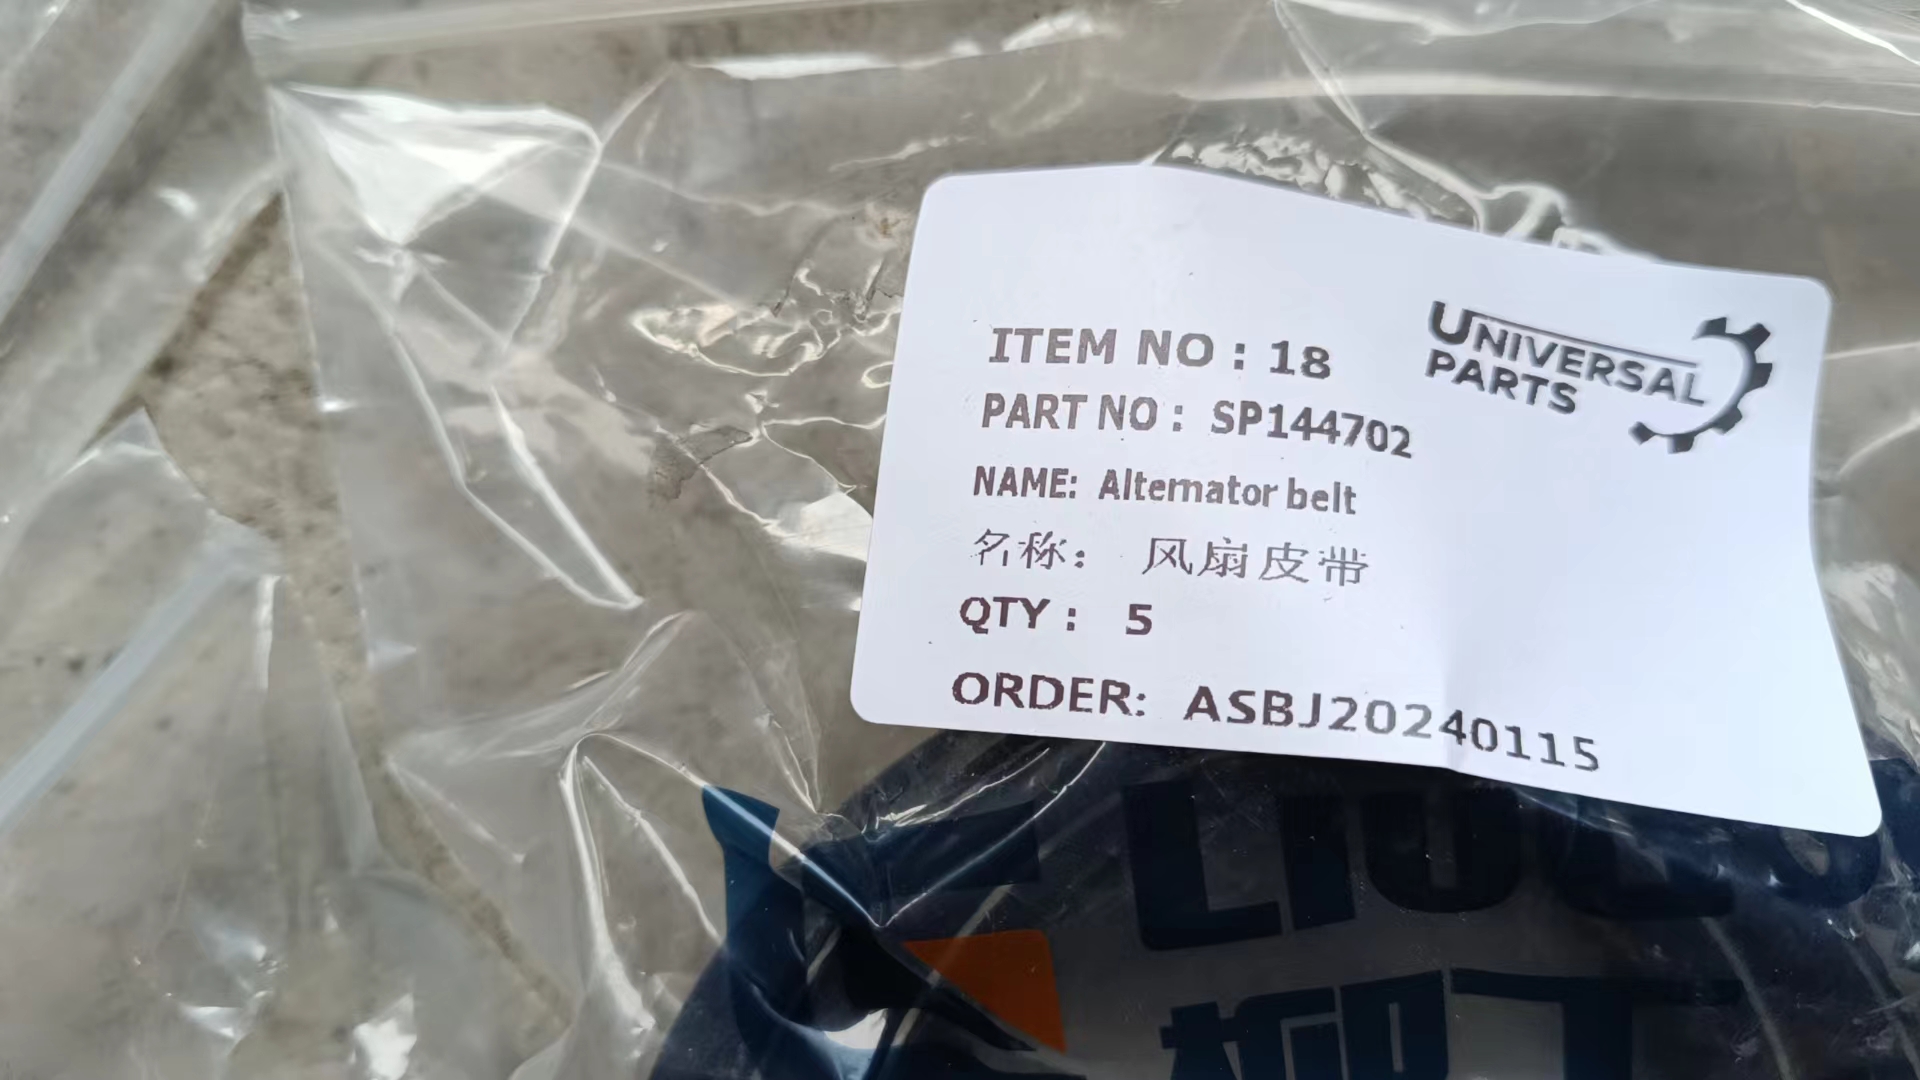 UNIVERSAL
PARTS
ITEM NO : 18
PART NO : SP144702
NAME: Alternator belt
名称： 风扇皮带
QTY : 5
ORDER: ASBJ20240115